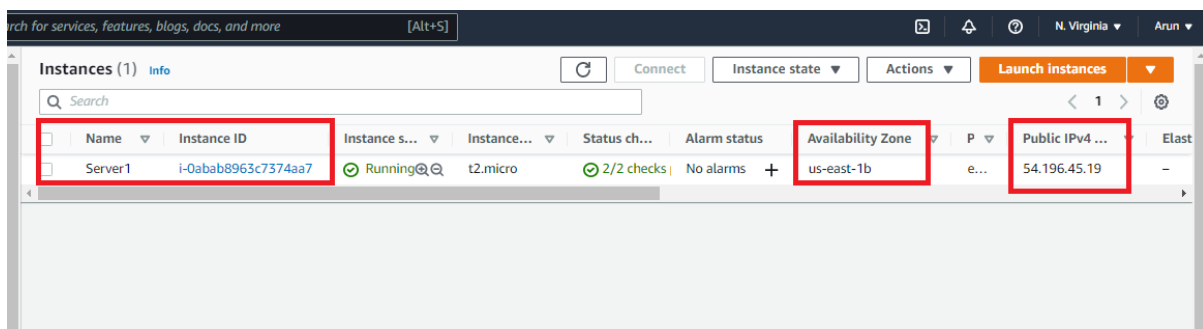 rch for services, features, blogs, docs, and more [Alt+S] N. Virginia ▼ Arun ▼
Instances (1) Info Connect Instance state ▼ Actions ▼ Launch instances ▼
Search < 1 >
Name Instance ID Instance s... Instance... Status ch... Alarm status Availability Zone P Public IPv4 ... Elast
Server1 i-0abab8963c7374aa7 Running t2.micro 2/2 checks No alarms + us-east-1b e... 54.196.45.19 –